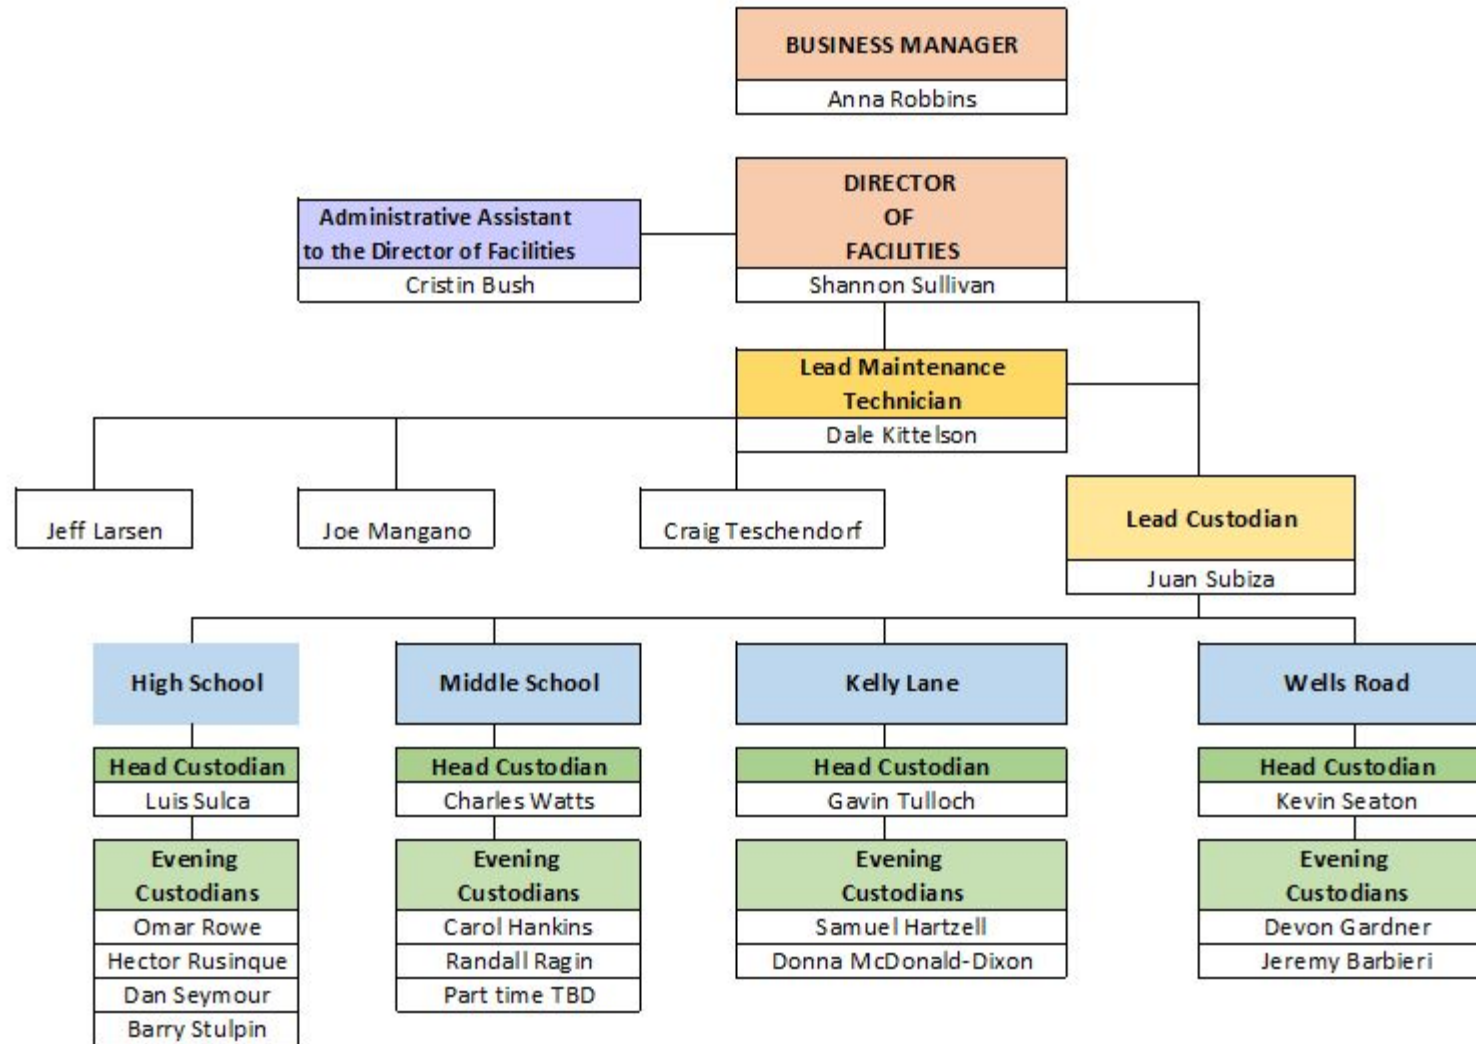 BUSINESS MANAGER
Anna Robbins
DIRECTOR
OF
FACILITIES
Shannon Sullivan
Administrative Assistant
to the Director of Facilities
Cristin Bush
Lead Maintenance
Technician
Dale Kittelson
Jeff Larsen
Joe Mangano
Craig Teschendorf
Lead Custodian
Juan Subiza
High School
Head Custodian
Luis Sulca
Evening
Custodians
Omar Rowe
Hector Rusinque
Dan Seymour
Barry Stulpin
Middle School
Head Custodian
Charles Watts
Evening
Custodians
Carol Hankins
Randall Ragin
Part time TBD
Kelly Lane
Head Custodian
Gavin Tulloch
Evening
Custodians
Samuel Hartzell
Donna McDonald-Dixon
Wells Road
Head Custodian
Kevin Seaton
Evening
Custodians
Devon Gardner
Jeremy Barbieri